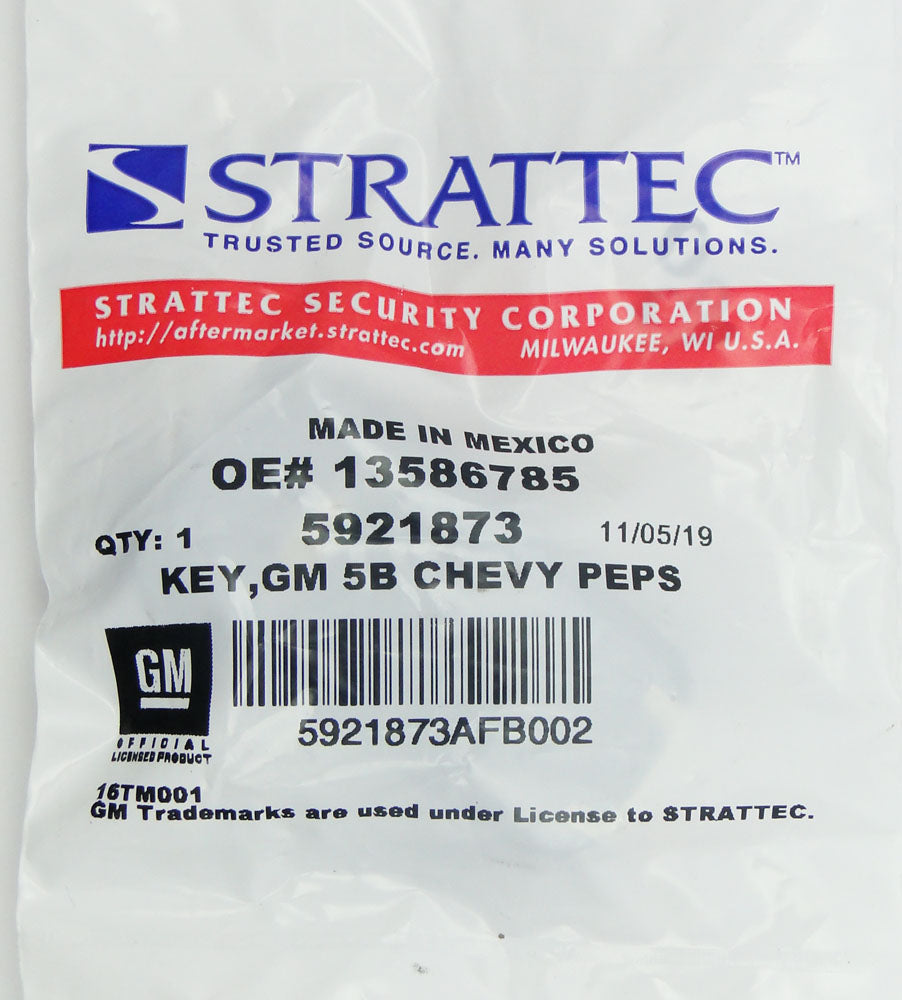 STRATTEC™
TRUSTED SOURCE. MANY SOLUTIONS.
STRATTEC SECURITY CORPORATION
http://aftermarket.strattec.com MILWAUKEE, WI U.S.A.
MADE IN MEXICO
OE# 13586785
QTY: 1 5921873 11/05/19
KEY,GM 5B CHEVY PEPS
GM
OFFICIAL
LICENSED PRODUCT
5921873AFB002
16TM001
GM Trademarks are used under License to STRATTEC.